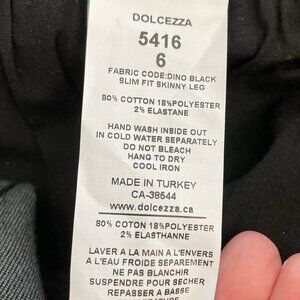 DOLCEZZA
5416
6
FABRIC CODE:DINO BLACK
SLIM FIT SKINNY LEG
80% COTTON 18%POLYESTER
2% ELASTANE
HAND WASH INSIDE OUT
IN COLD WATER SEPARATELY
DO NOT BLEACH
HANG TO DRY
COOL IRON
MADE IN TURKEY
CA-38544
www.dolcezza.ca
80% COTON 18%POLYESTER
2% ELASTHANNE
LAVER A LA MAIN A L'ENVERS
A L'EAU FROIDE SEPAREMENT
NE PAS BLANCHIR
SUSPENDRE POUR SECHER
REPASSER A BASSE